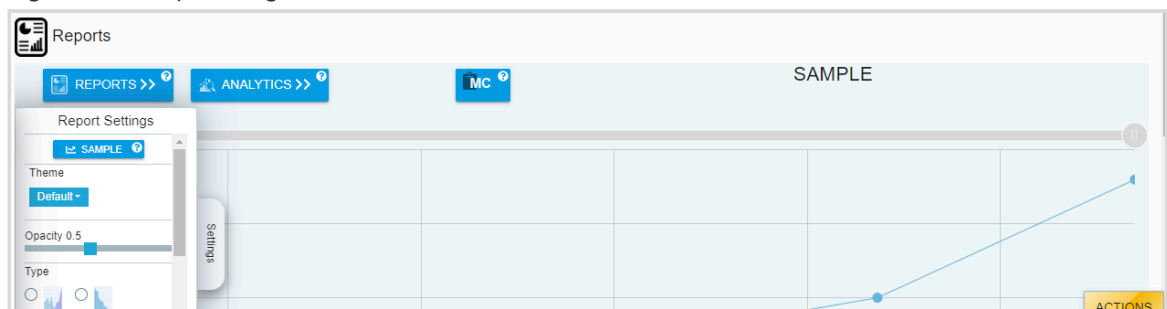 Reports
REPORTS >> ?
ANALYTICS >> ?
MC ?
SAMPLE
Report Settings
SAMPLE ?
Theme
Default
Opacity 0.5
Type
Settings
ACTIONS